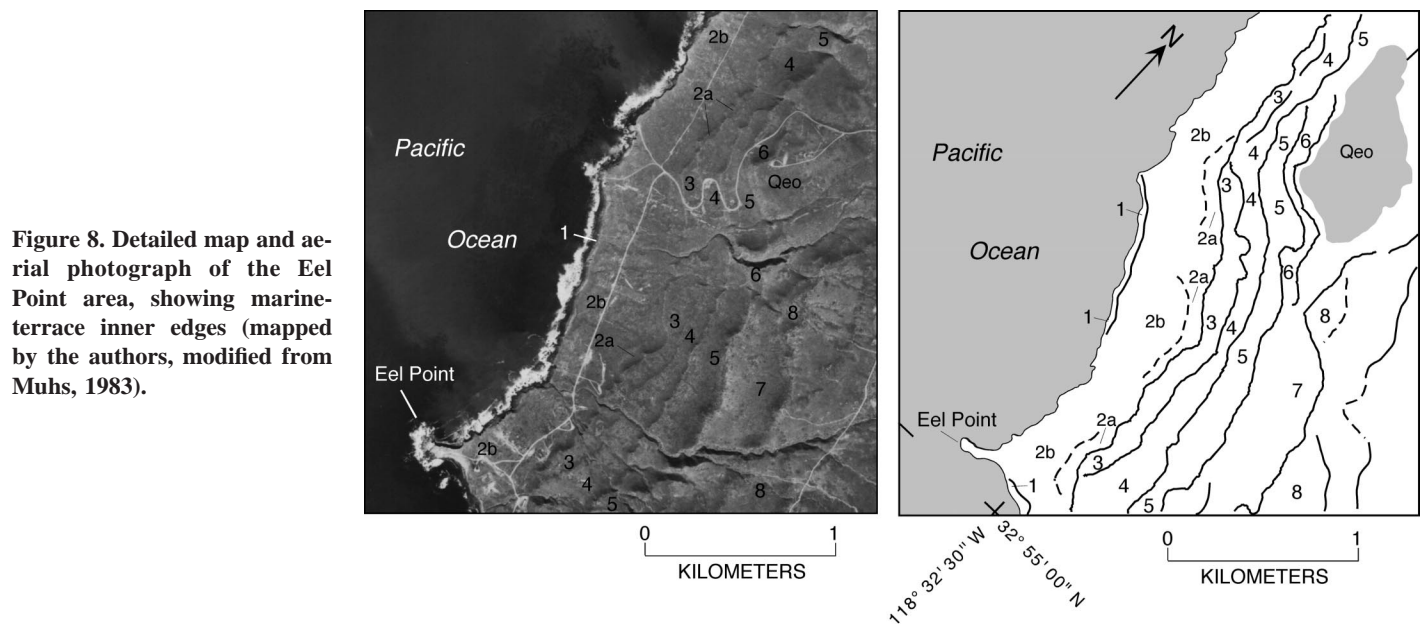 Figure 8. Detailed map and ae-
rial photograph of the Eel
Point area, showing marine-
terrace inner edges (mapped
by the authors, modified from
Muhs, 1983).
2b
5
4
2a
Pacific
6
3
4
5
Qeo
Ocean
1
6
2b
8
3
2a
4
5
Eel Point
7
2b
3
4
5
8
0 1
KILOMETERS
N
5
4
3
2b
Pacific
4
5
6
Qeo
3
1
4
5
2a
Ocean
6
2a
1
2b
3
4
8
5
7
Eel Point
2a
2b
3
1
4
5
8
118° 32' 30" W
32° 55' 00" N
0 1
KILOMETERS